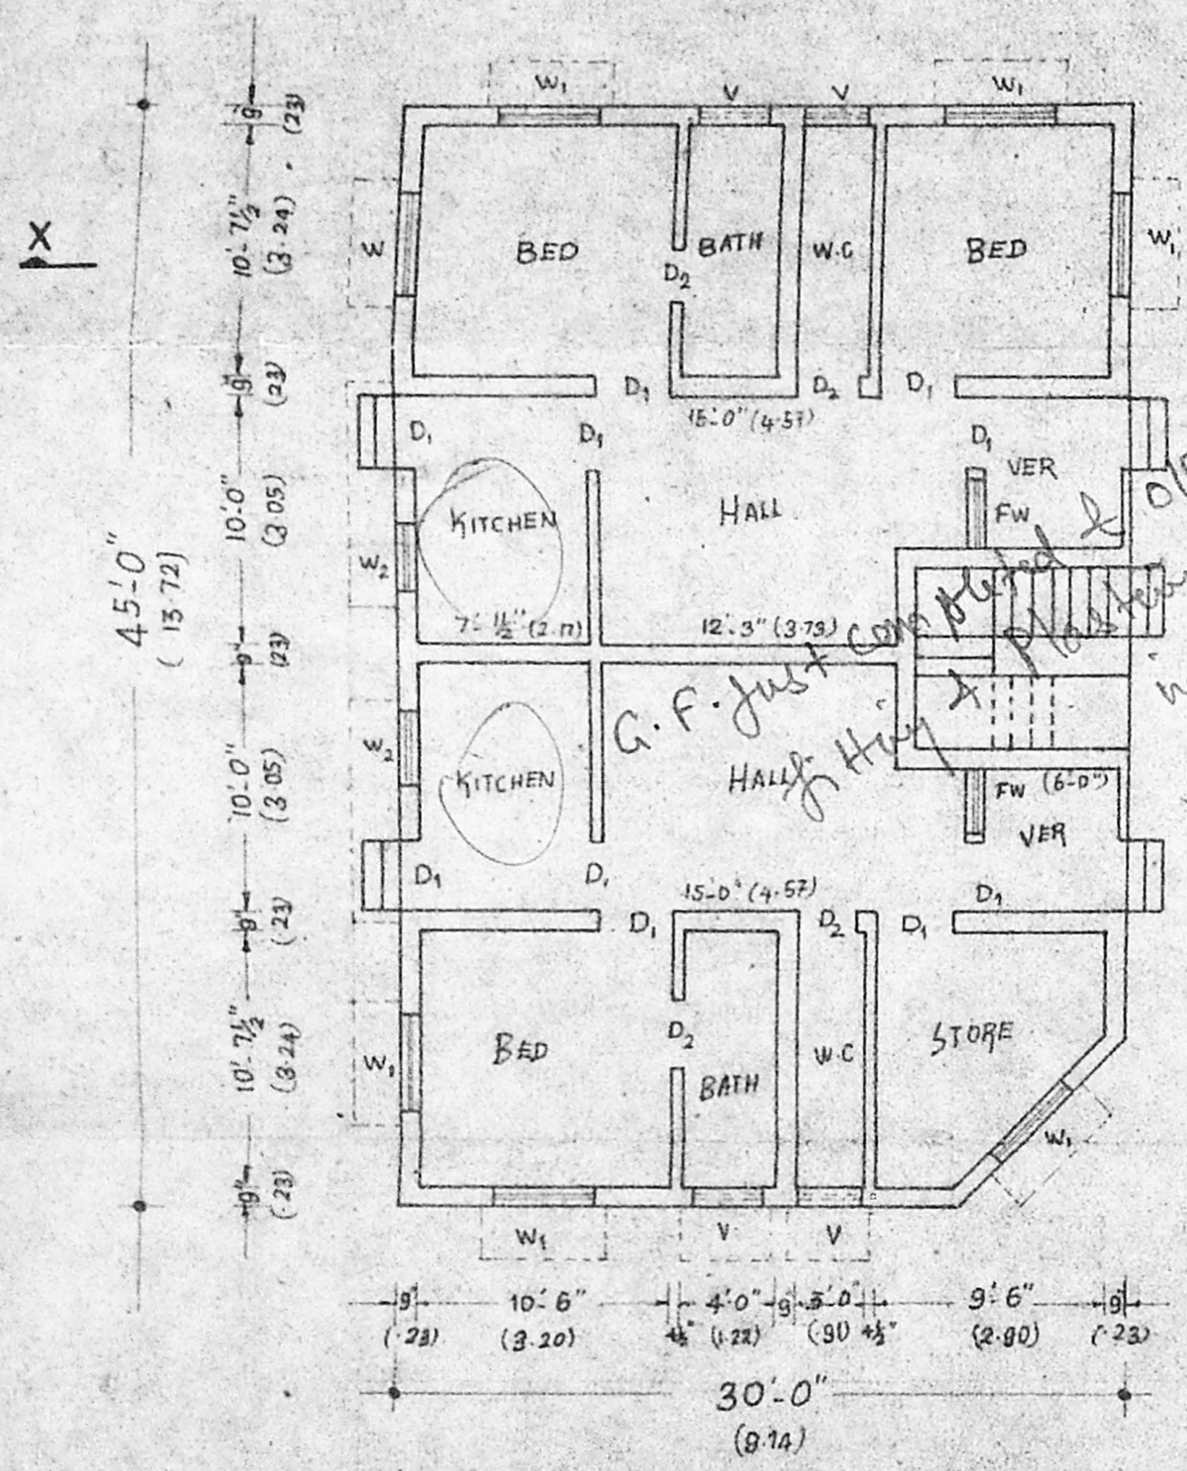 W1 V V W1
9" (23)
10'-7½" (3·24)
X
W BED D2 BATH W.C BED W1
9" (23)
D1 D2 D1
15'-0" (4·57)
D1 D1 D1
VER
10'-0" (3·05)
KITCHEN HALL FW
W2
7'-1½" (2·17) 12'-3" (3·73)
45'-0"
(13·72)
9" (23)
G.F. Just completed &
Plaster
W2
10'-0" (3·05)
KITCHEN HALL FW (6'-0")
VER
D1 D1 D1
15'-0" (4·57)
9" (·23)
D1 D2 D1
10'-7½" (3·24)
W1 BED D2 BATH W.C STORE
W1
9" (·23)
W1 V V
9" 10'-6" 4'-0" 9 3'-0" 9'-6" 9"
(·23) (3·20) 4½" (1·22) (·91) 4½" (2·90) (·23)
30'-0"
(9·14)